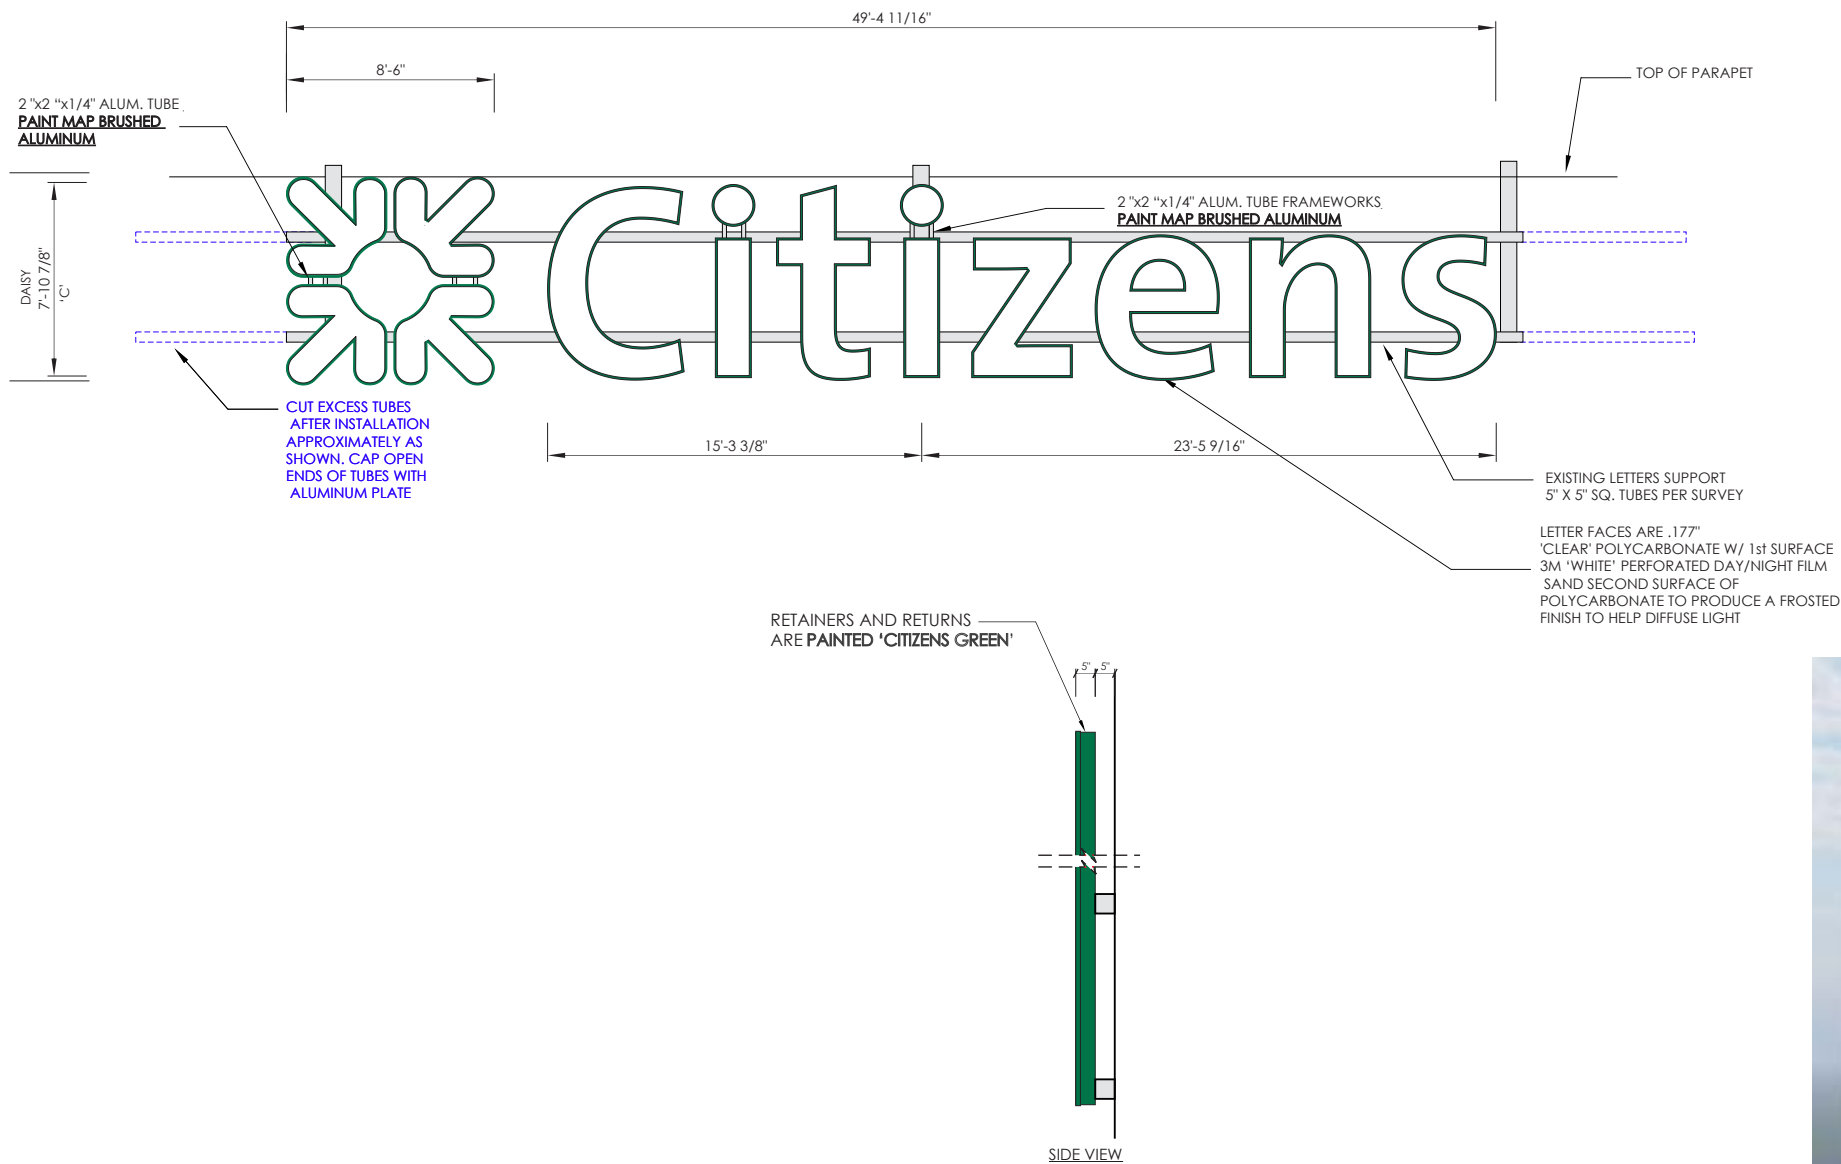 49'-4 11/16"
8'-6"
TOP OF PARAPET
2 "x2 "x1/4" ALUM. TUBE
PAINT MAP BRUSHED
ALUMINUM
2 "x2 "x1/4" ALUM. TUBE FRAMEWORKS
PAINT MAP BRUSHED ALUMINUM
Citizens
DAISY
7'-10 7/8"
'C'
CUT EXCESS TUBES
AFTER INSTALLATION
APPROXIMATELY AS
SHOWN. CAP OPEN
ENDS OF TUBES WITH
ALUMINUM PLATE
15'-3 3/8"
23'-5 9/16"
EXISTING LETTERS SUPPORT
5" X 5" SQ. TUBES PER SURVEY
LETTER FACES ARE .177"
'CLEAR' POLYCARBONATE W/ 1st SURFACE
3M 'WHITE' PERFORATED DAY/NIGHT FILM
SAND SECOND SURFACE OF
POLYCARBONATE TO PRODUCE A FROSTED
FINISH TO HELP DIFFUSE LIGHT
RETAINERS AND RETURNS
ARE PAINTED 'CITIZENS GREEN'
5" 5"
SIDE VIEW